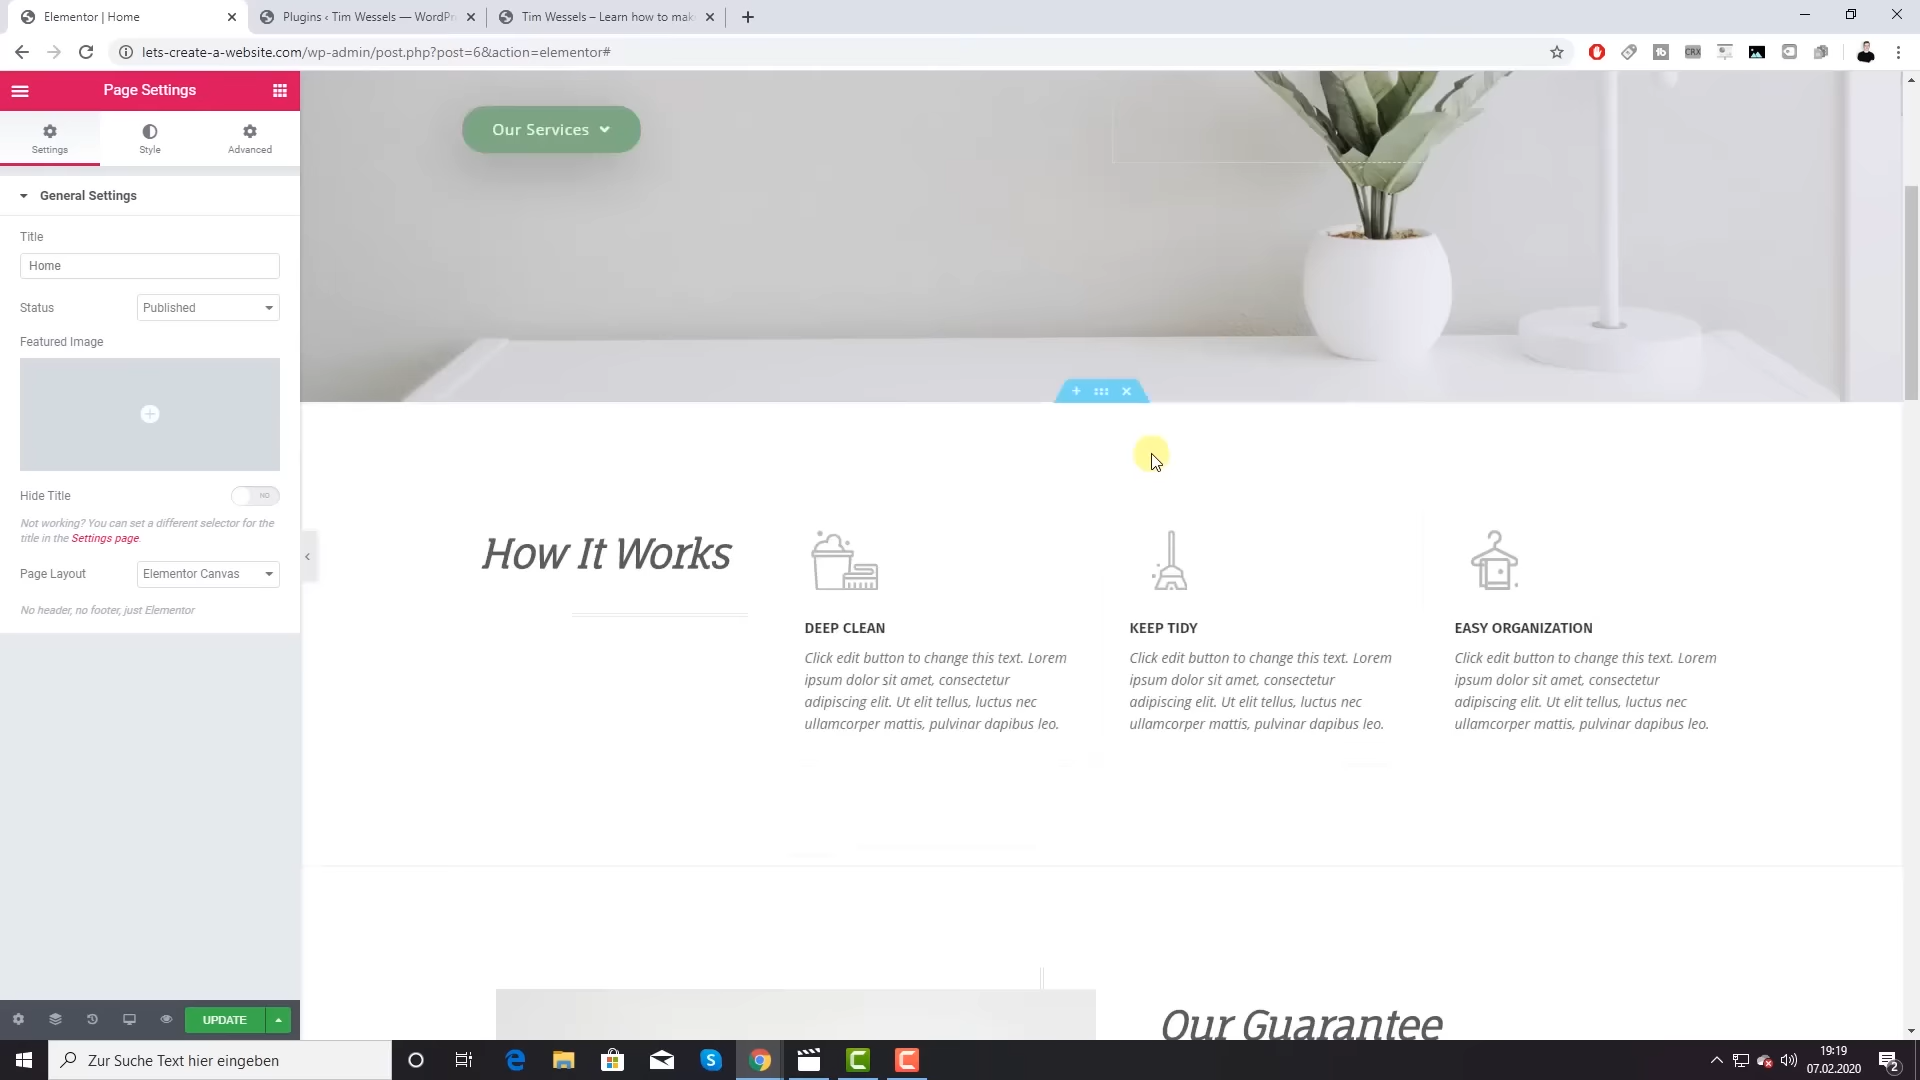 Elementor | Home
Plugins ‹ Tim Wessels — WordPr
Tim Wessels – Learn how to mak
lets-create-a-website.com/wp-admin/post.php?post=6&action=elementor#
CRX
Page Settings
Settings
Style
Advanced
General Settings
Title
Home
Status
Published
Featured Image
Hide Title
NO
Not working? You can set a different selector for the
title in the Settings page.
Page Layout
Elementor Canvas
No header, no footer, just Elementor
UPDATE
Our Services
How It Works
DEEP CLEAN
Click edit button to change this text. Lorem
ipsum dolor sit amet, consectetur
adipiscing elit. Ut elit tellus, luctus nec
ullamcorper mattis, pulvinar dapibus leo.
KEEP TIDY
Click edit button to change this text. Lorem
ipsum dolor sit amet, consectetur
adipiscing elit. Ut elit tellus, luctus nec
ullamcorper mattis, pulvinar dapibus leo.
EASY ORGANIZATION
Click edit button to change this text. Lorem
ipsum dolor sit amet, consectetur
adipiscing elit. Ut elit tellus, luctus nec
ullamcorper mattis, pulvinar dapibus leo.
Our Guarantee
Zur Suche Text hier eingeben
19:19
07.02.2020
2